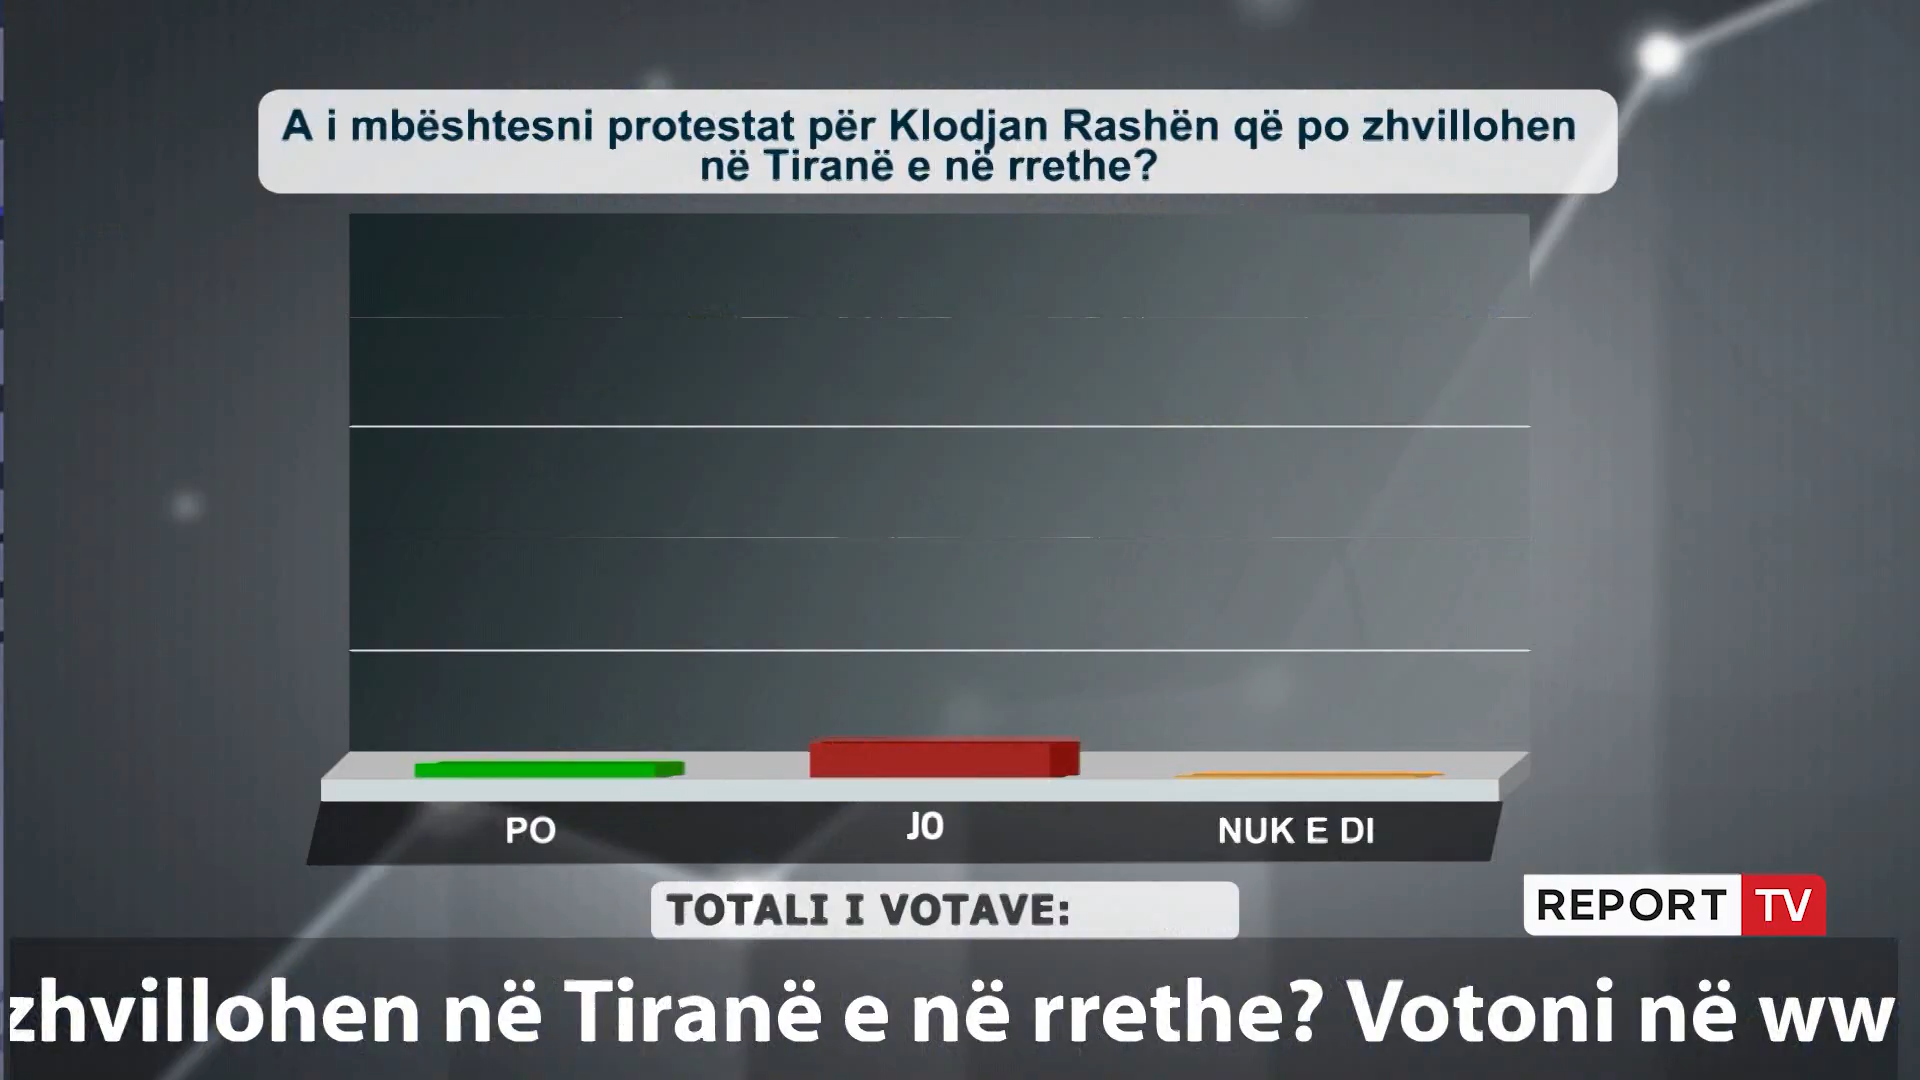 A i mbështesni protestat për Klodjan Rashën që po zhvillohen
në Tiranë e në rrethe?
PO
JO
NUK E DI
TOTALI I VOTAVE:
REPORT TV
zhvillohen në Tiranë e në rrethe? Votoni në ww